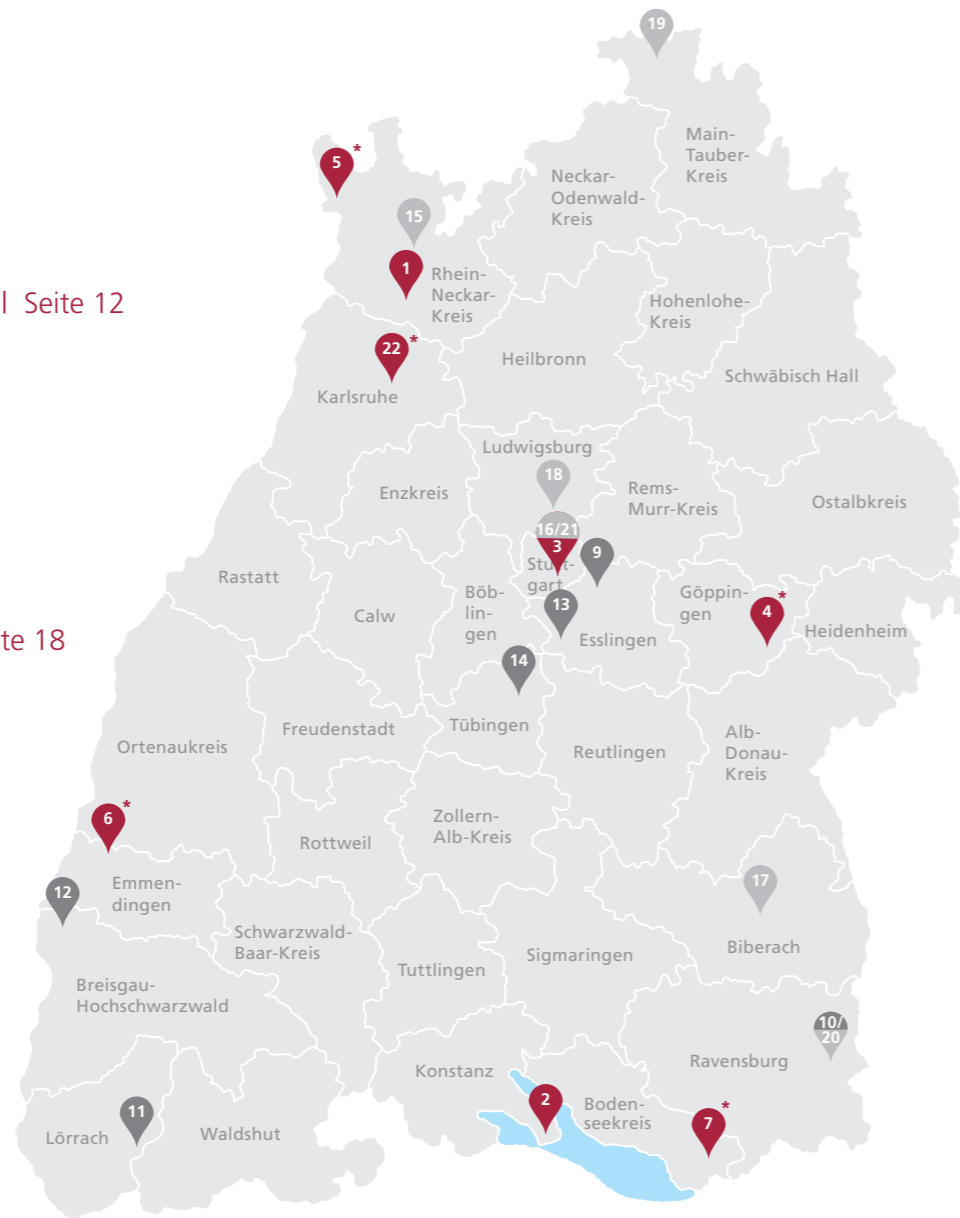 19
Main-
Tauber-
Kreis
5 *
Neckar-
Odenwald-
Kreis
15
1
Rhein-
Neckar-
Kreis
l Seite 12
Hohenlohe-
Kreis
22 *
Heilbronn
Schwäbisch Hall
Karlsruhe
Ludwigsburg
18
Enzkreis
Rems-
Murr-Kreis
Ostalbkreis
16/21
3
Stutt-
gart
9
Rastatt
Calw
Böb-
lin-
gen
13
Esslingen
Göppin-
gen
4 *
Heidenheim
te 18
14
Tübingen
Freudenstadt
Ortenaukreis
Reutlingen
Alb-
Donau-
Kreis
6 *
Rottweil
Zollern-
Alb-Kreis
12
Emmen-
dingen
17
Schwarzwald-
Baar-Kreis
Tuttlingen
Sigmaringen
Biberach
Breisgau-
Hochschwarzwald
10/
20
Ravensburg
Konstanz
2
Boden-
seekreis
7 *
11
Lörrach
Waldshut